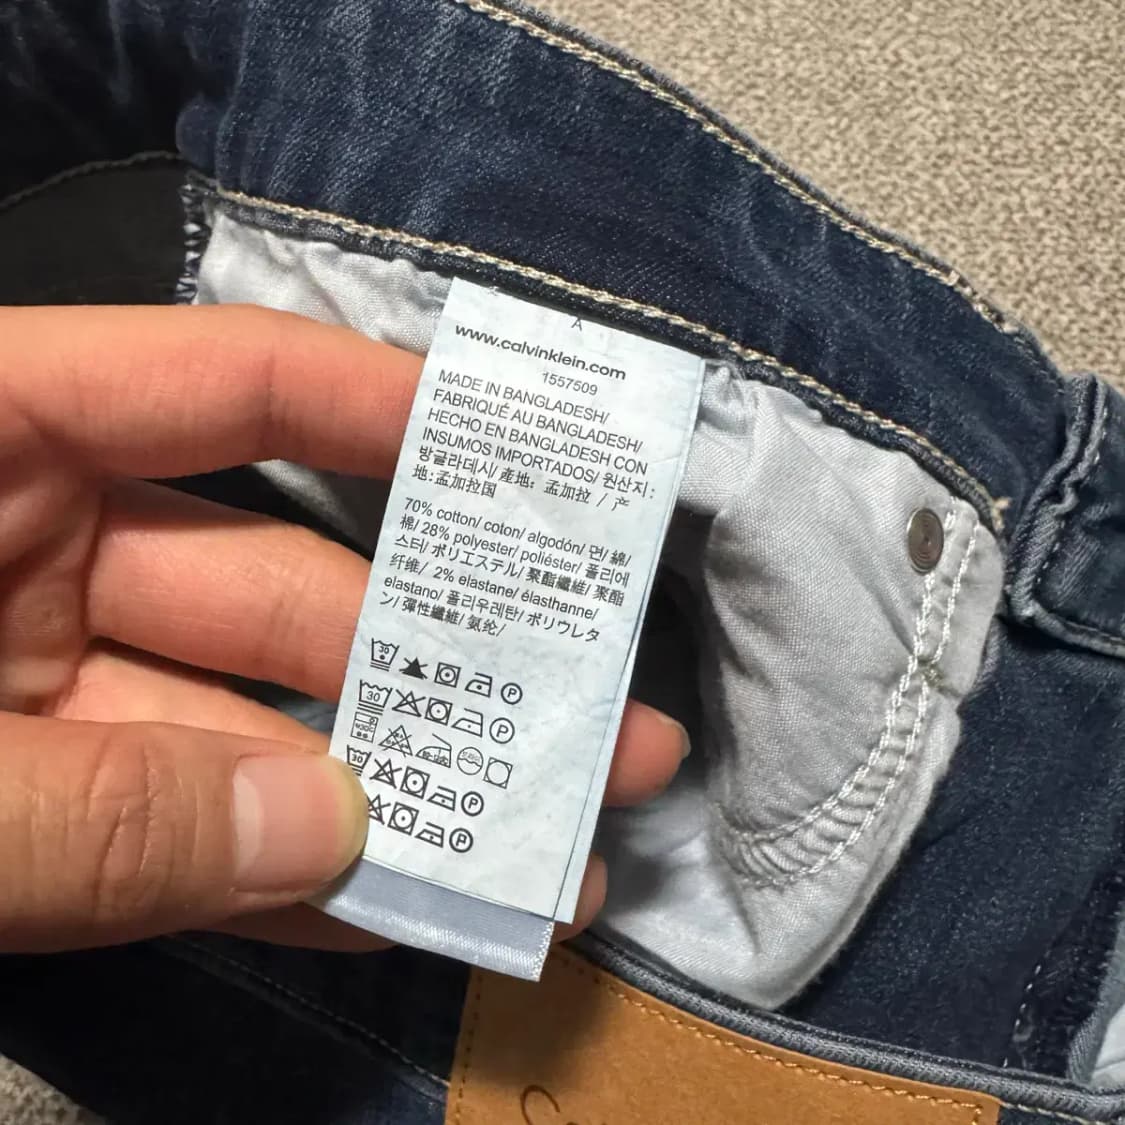 A
www.calvinklein.com
1557509
MADE IN BANGLADESH/
FABRIQUÉ AU BANGLADESH/
HECHO EN BANGLADESH CON
INSUMOS IMPORTADOS/ 원산지:
방글라데시/ 產地: 孟加拉 / 产
地:孟加拉国
70% cotton/ coton/ algodón/ 면/ 綿/
棉/ 28% polyester/ poliéster/ 폴리에
스터/ ポリエステル/ 聚酯纖維/ 聚酯
纤维/ 2% elastane/ élasthanne/
elastano/ 폴리우레탄/ ポリウレタ
ン/ 彈性纖維/ 氨纶/
30 P
30 P
30 P
P